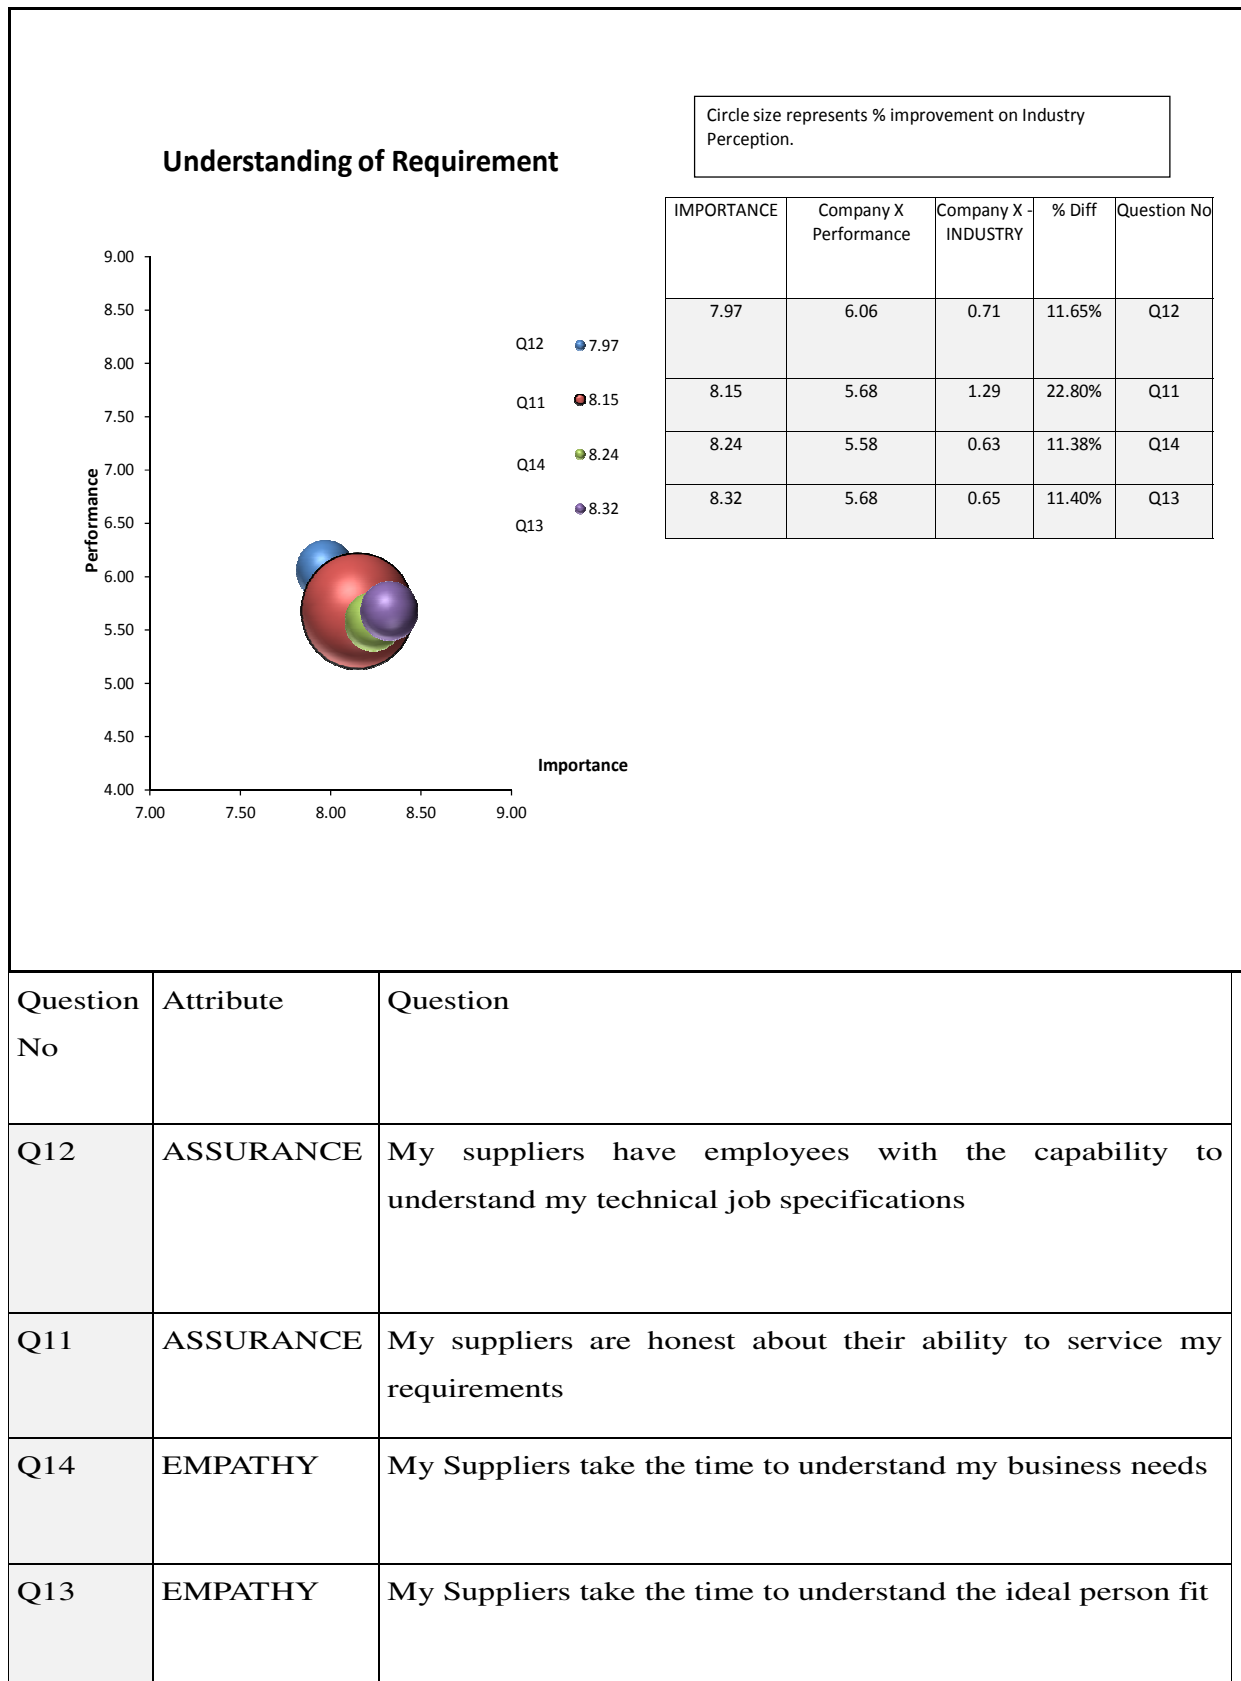 Circle size represents % improvement on Industry
Perception.
Understanding of Requirement
IMPORTANCE Company X Performance Company X - INDUSTRY % Diff Question No
7.97 6.06 0.71 11.65% Q12
8.15 5.68 1.29 22.80% Q11
8.24 5.58 0.63 11.38% Q14
8.32 5.68 0.65 11.40% Q13
9.00
8.50
8.00
7.50
7.00
6.50
6.00
5.50
5.00
4.50
4.00
Performance
7.00 7.50 8.00 8.50 9.00
Importance
Q12 7.97
Q11 8.15
Q14 8.24
Q13 8.32
Question No Attribute Question
Q12 ASSURANCE My suppliers have employees with the capability to
understand my technical job specifications
Q11 ASSURANCE My suppliers are honest about their ability to service my
requirements
Q14 EMPATHY My Suppliers take the time to understand my business needs
Q13 EMPATHY My Suppliers take the time to understand the ideal person fit